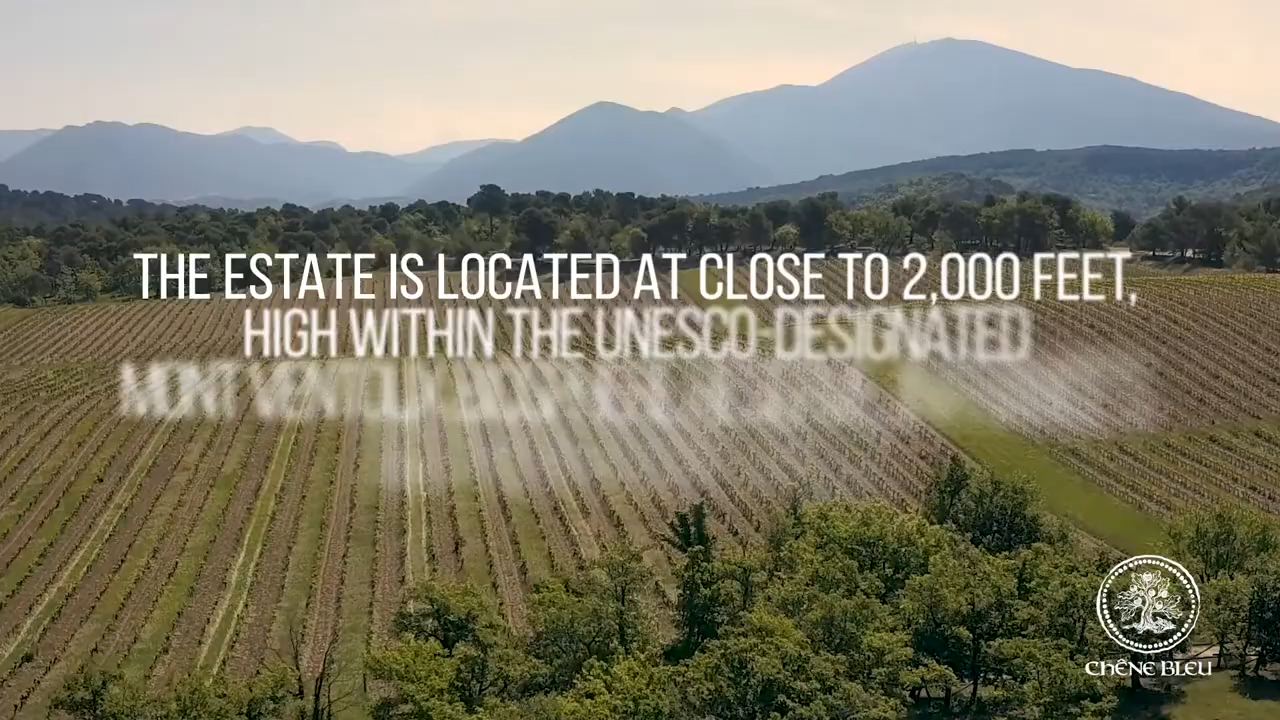 THE ESTATE IS LOCATED AT CLOSE TO 2,000 FEET,
HIGH WITHIN THE UNESCO-DESIGNATED
CHÊNE BLEU